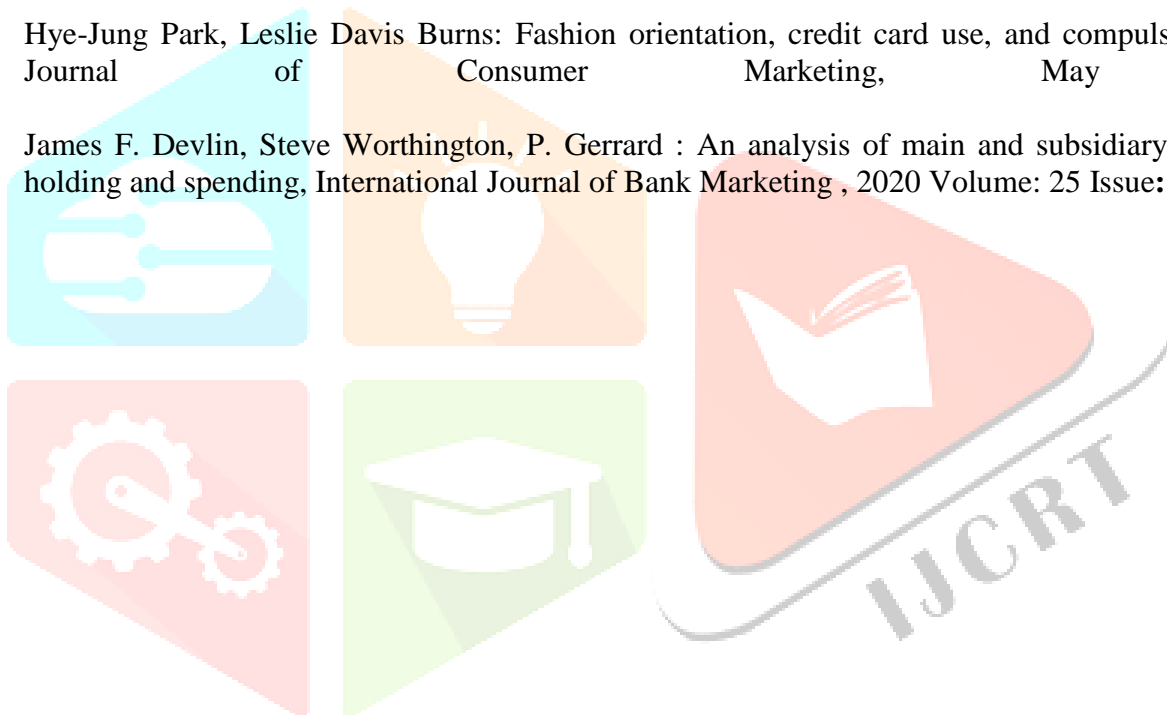 Hye-Jung Park, Leslie Davis Burns: Fashion orientation, credit card use, and compuls
Journal of Consumer Marketing, May
James F. Devlin, Steve Worthington, P. Gerrard : An analysis of main and subsidiary
holding and spending, International Journal of Bank Marketing , 2020 Volume: 25 Issue:
IJCRT